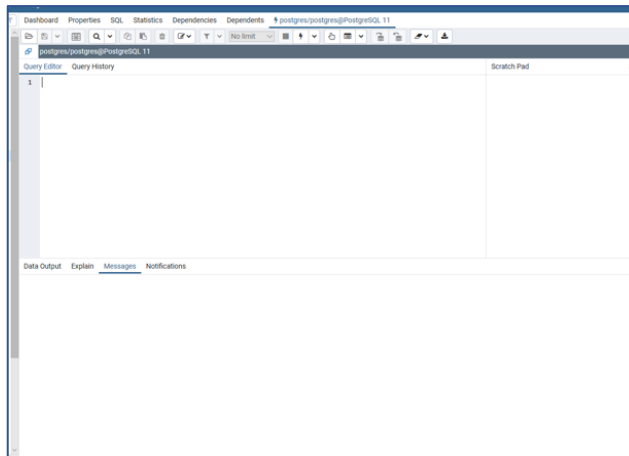 Dashboard Properties SQL Statistics Dependencies Dependents postgres/postgres@PostgreSQL 11
No limit
postgres/postgres@PostgreSQL 11
Query Editor Query History Scratch Pad
1
Data Output Explain Messages Notifications